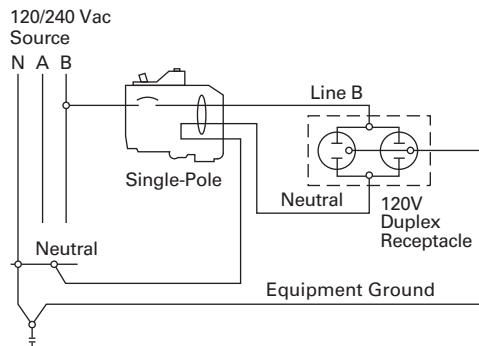 120/240 Vac
Source
N A B
Line B
Single-Pole
Neutral
120V
Duplex
Receptacle
Neutral
Equipment Ground